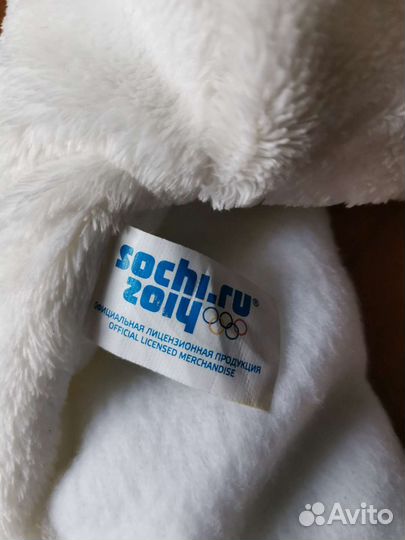 sochi.ru®
2014
ОФИЦИАЛЬНАЯ ЛИЦЕНЗИОННАЯ ПРОДУКЦИЯ
OFFICIAL LICENSED MERCHANDISE
Avito